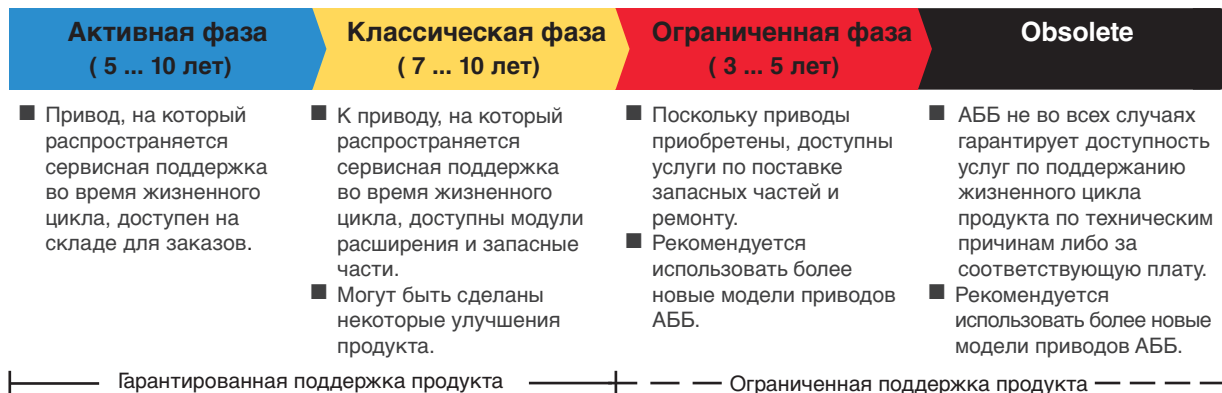 Активная фаза
( 5 ... 10 лет)
Классическая фаза
( 7 ... 10 лет)
Ограниченная фаза
( 3 ... 5 лет)
Obsolete
■ Привод, на который
распространяется
сервисная поддержка
во время жизненного
цикла, доступен на
складе для заказов.
■ К приводу, на который
распространяется
сервисная поддержка
во время жизненного
цикла, доступны модули
расширения и запасные
части.
■ Могут быть сделаны
некоторые улучшения
продукта.
■ Поскольку приводы
приобретены, доступны
услуги по поставке
запасных частей и
ремонту.
■ Рекомендуется
использовать более
новые модели приводов
АББ.
■ АББ не во всех случаях
гарантирует доступность
услуг по поддержанию
жизненного цикла
продукта по техническим
причинам либо за
соответствующую плату.
■ Рекомендуется
использовать более новые
модели приводов АББ.
Гарантированная поддержка продукта
Ограниченная поддержка продукта